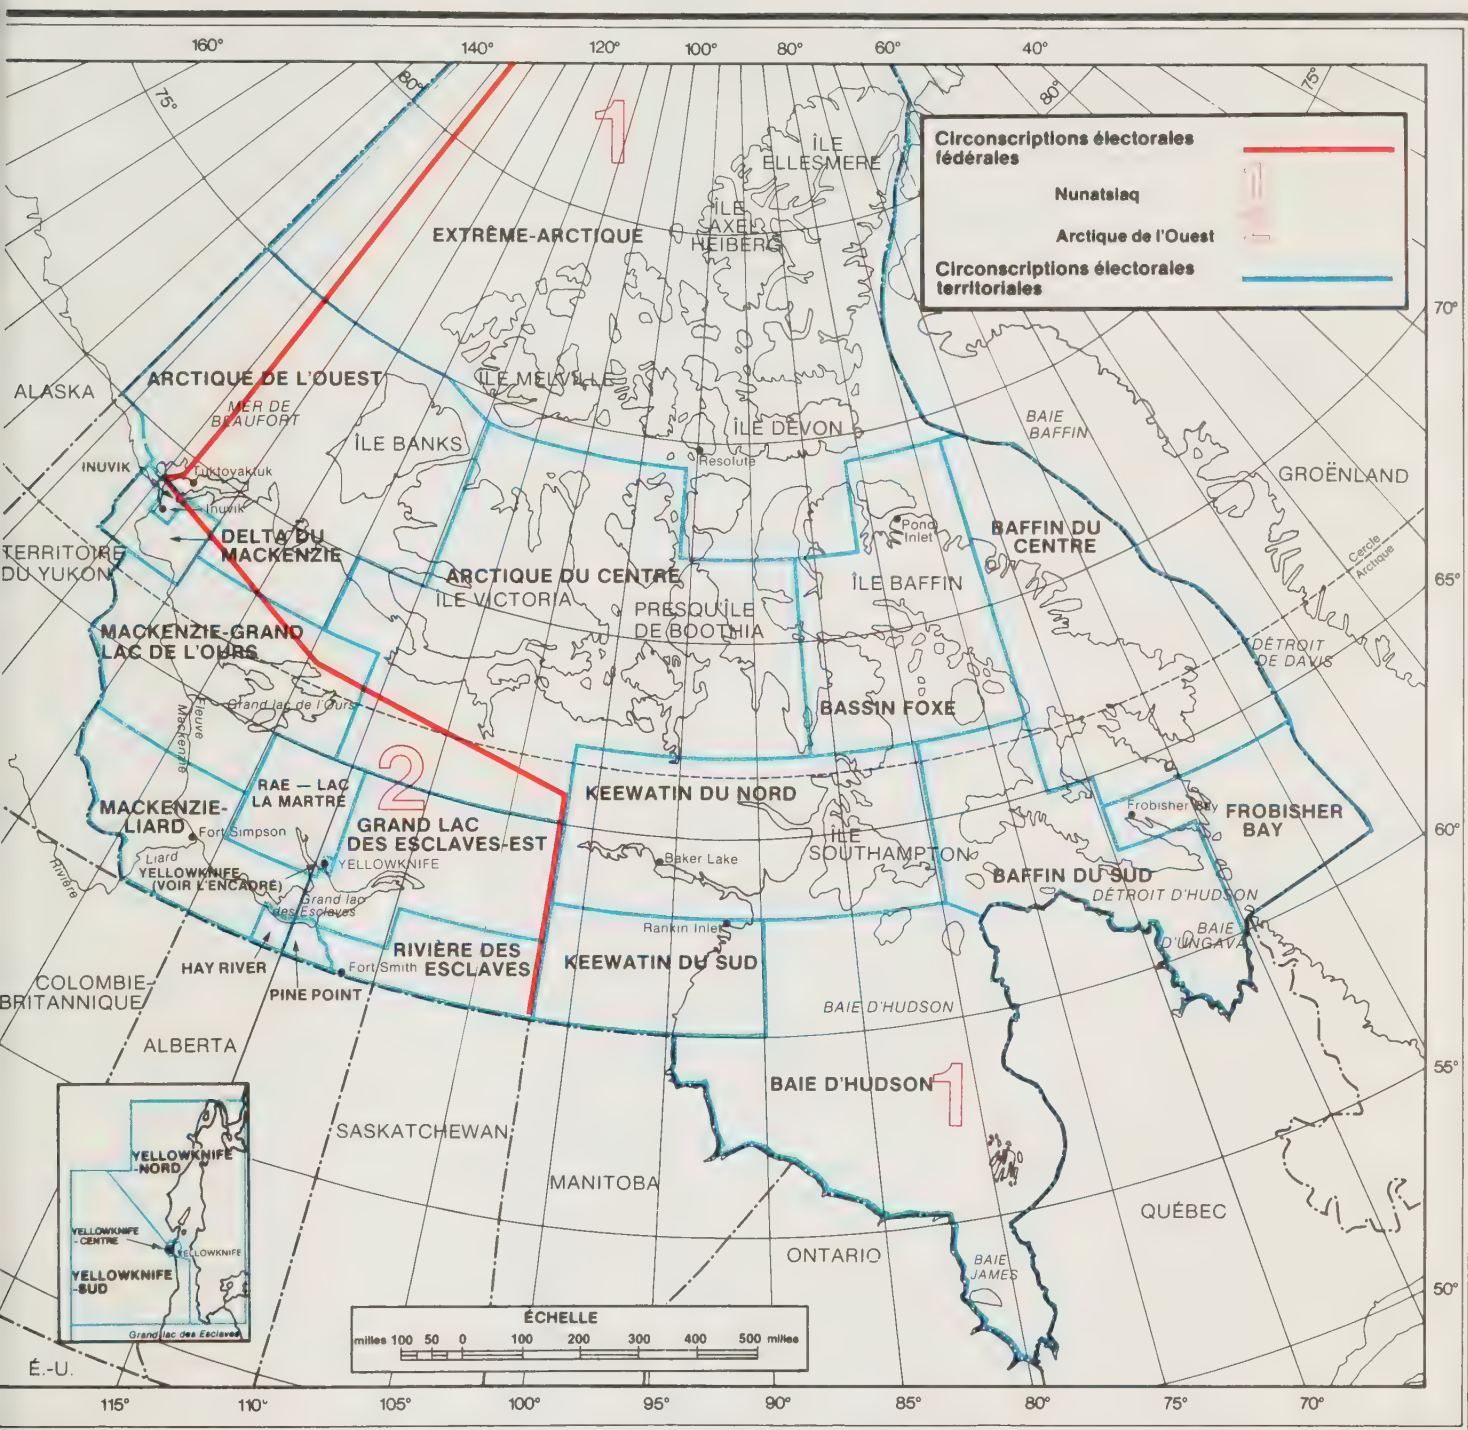 160°
140°
120°
100°
80°
60°
40°
75°
80°
80°
75°
1
Circonscriptions électorales
fédérales
Nunatsiaq
1
Arctique de l'Ouest
Circonscriptions électorales
territoriales
ÎLE
ELLESMERE
ÎLE
AXEL
HEIBERG
EXTRÊME-ARCTIQUE
70°
ALASKA
ARCTIQUE DE L'OUEST
MER DE
BEAUFORT
ÎLE MELVILLE
ÎLE BANKS
ÎLE DEVON
Resolute
BAIE
BAFFIN
GROËNLAND
INUVIK
Tuktoyaktuk
Inuvik
DELTA DU
MACKENZIE
TERRITOIRE
DU YUKON
ARCTIQUE DU CENTRE
ÎLE VICTORIA
PRESQU'ÎLE
DE BOOTHIA
Pond
Inlet
ÎLE BAFFIN
BAFFIN DU
CENTRE
Cercle
Arctique
65°
MACKENZIE-GRAND
LAC DE L'OURS
Grand lac de l'Ours
Fleuve
Mackenzie
BASSIN FOXE
DÉTROIT
DE DAVIS
2
RAE — LAC
LA MARTRE
MACKENZIE-
LIARD
Fort Simpson
Liard
Rivière
GRAND LAC
DES ESCLAVES-EST
YELLOWKNIFE
YELLOWKNIFE
(VOIR L'ENCADRÉ)
Grand lac
des Esclaves
KEEWATIN DU NORD
Baker Lake
ÎLE
SOUTHAMPTON
Frobisher Bay
FROBISHER
BAY
60°
BAFFIN DU SUD
DÉTROIT D'HUDSON
BAIE
D'UNGAVA
Rankin Inlet
HAY RIVER
PINE POINT
Fort Smith
RIVIÈRE DES
ESCLAVES
KEEWATIN DU SUD
COLOMBIE-
BRITANNIQUE
BAIE D'HUDSON
ALBERTA
BAIE D'HUDSON
1
55°
SASKATCHEWAN
MANITOBA
ONTARIO
QUÉBEC
BAIE
JAMES
50°
YELLOWKNIFE
-NORD
YELLOWKNIFE
-CENTRE
YELLOWKNIFE
YELLOWKNIFE
-SUD
Grand lac des Esclaves
É.-U.
ÉCHELLE
milles 100 50 0 100 200 300 400 500 milles
115°
110°
105°
100°
95°
90°
85°
80°
75°
70°